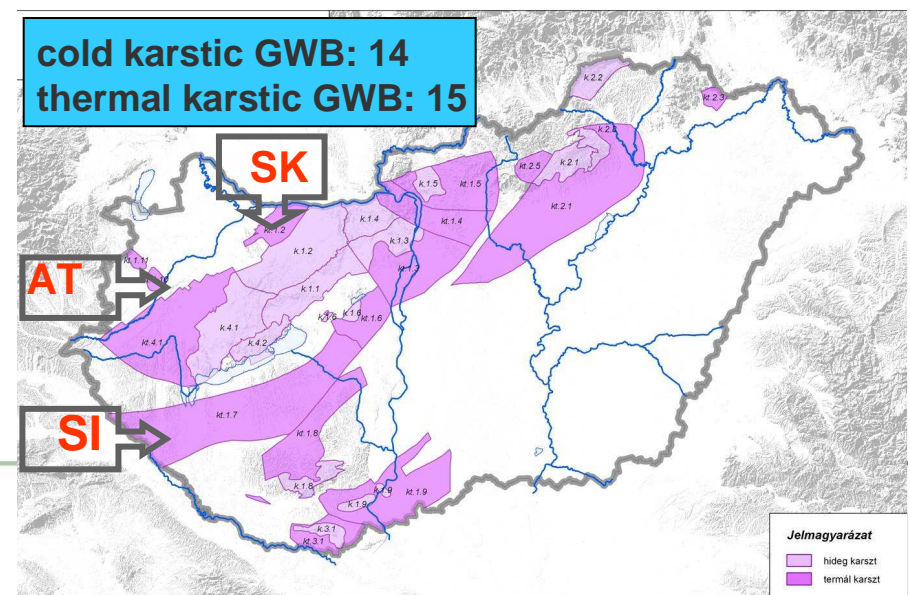 cold karstic GWB: 14
thermal karstic GWB: 15
k.2.2
kt.2.3
k.2.1
kt.2.5
SK
k.1.5
kt.1.5
kt.2.1
kt.1.2
k.1.4
kt.1.4
k.1.2
k.1.3
kt.1.11
AT
k.1.1
k.1.6
kt.1.6
k.4.1
kt.4.1
k.4.2
kt.1.7
SI
kt.1.8
k.1.8
k.1.9
kt.1.9
k.1.9
k.3.1
kt.3.1
Jelmagyarázat
hideg karszt
termál karszt